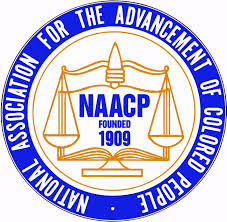 NATIONAL ASSOCIATION FOR THE ADVANCEMENT OF COLORED PEOPLE
NAACP
FOUNDED
1909